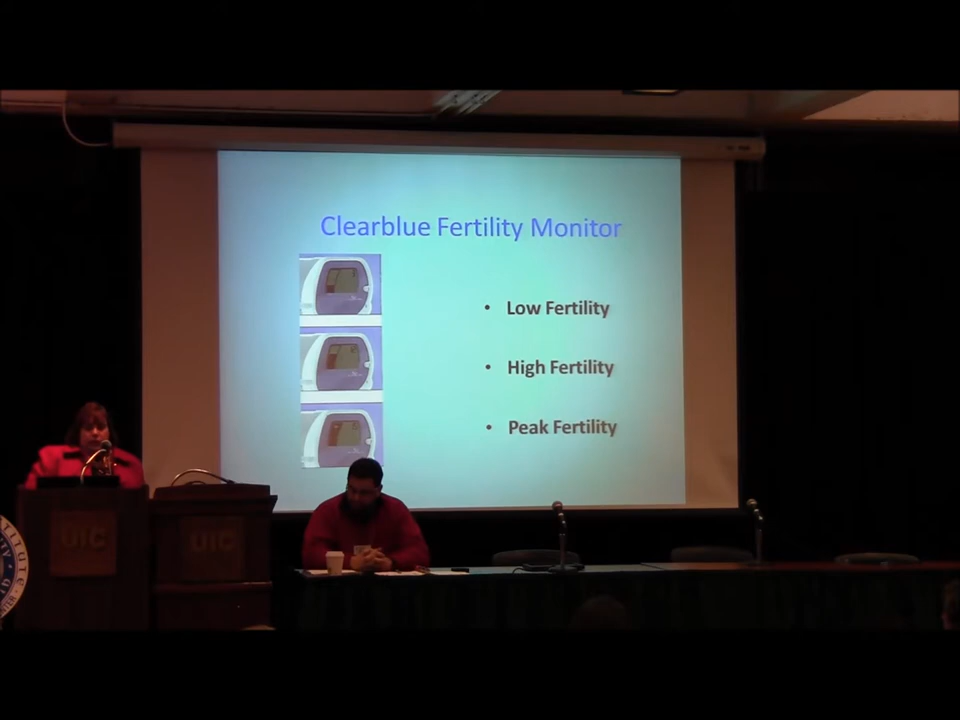 Clearblue Fertility Monitor
• Low Fertility
• High Fertility
• Peak Fertility
UIC
UIC